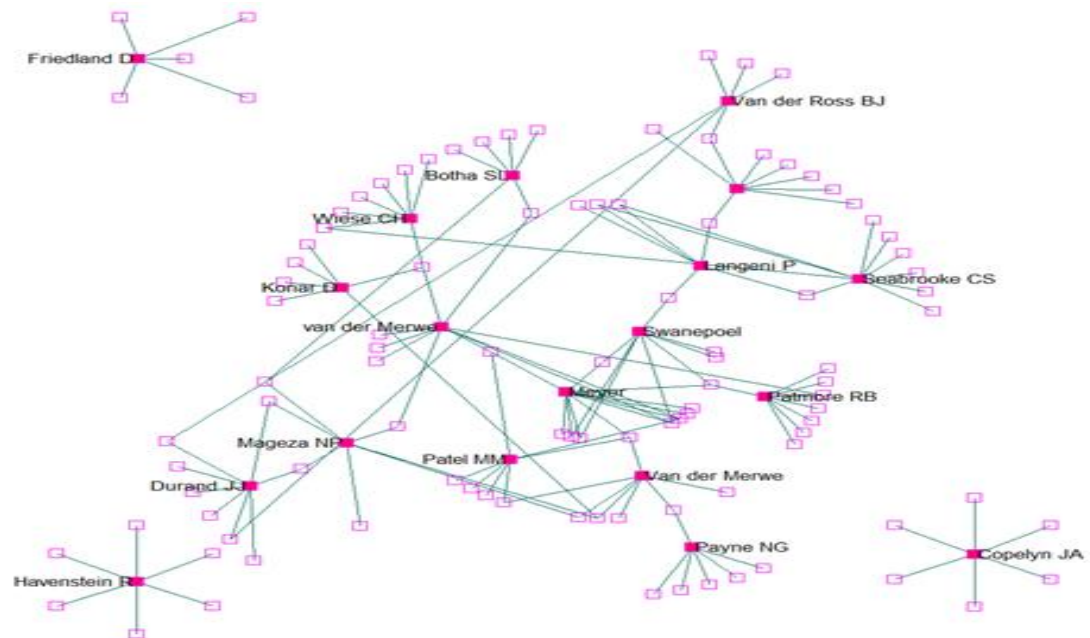 Friedland D
Van der Ross BJ
Botha SL
Wiese CH
Langeni P
Seabrooke CS
Konar D
van der Merwe
Swanepoel
Meyer
Patmore RB
Mageza NP
Patel MM
Van der Merwe
Durand JJ
Payne NG
Copelyn JA
Havenstein R